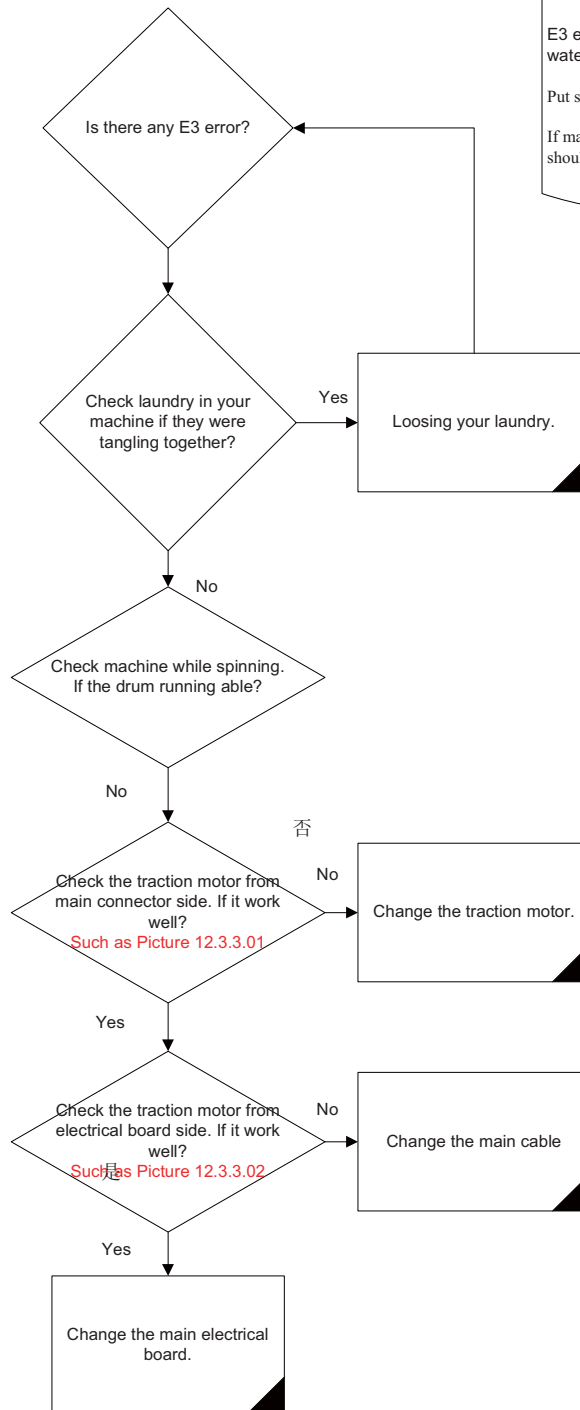 E3 e
wate
Put s
If ma
shou
Is there any E3 error?
Check laundry in your
machine if they were
tangling together?
Yes
Loosing your laundry.
No
Check machine while spinning.
If the drum running able?
No
否
Check the traction motor from
main connector side. If it work
well?
Such as Picture 12.3.3.01
No
Change the traction motor.
Yes
Check the traction motor from
electrical board side. If it work
well?
Such as Picture 12.3.3.02
是
No
Change the main cable
Yes
Change the main electrical
board.